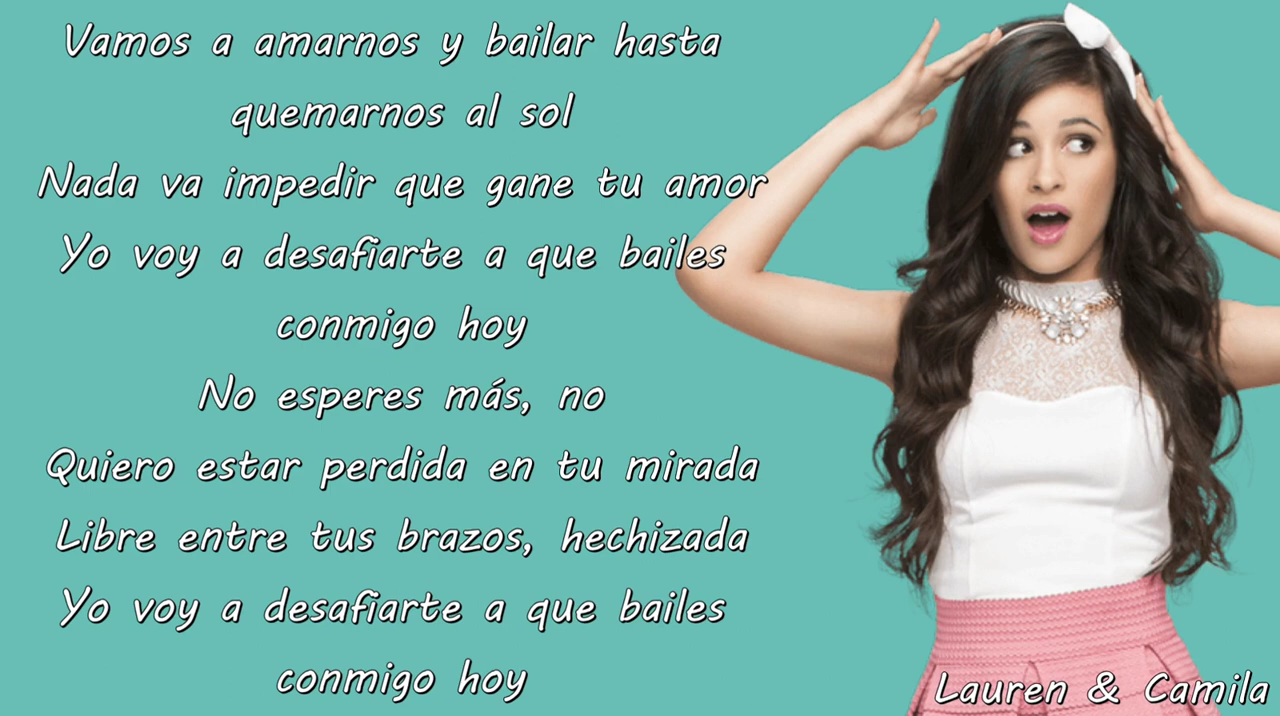 Vamos a amarnos y bailar hasta
quemarnos al sol
Nada va impedir que gane tu amor
Yo voy a desafiarte a que bailes
conmigo hoy
No esperes más, no
Quiero estar perdida en tu mirada
Libre entre tus brazos, hechizada
Yo voy a desafiarte a que bailes
conmigo hoy
Lauren & Camila